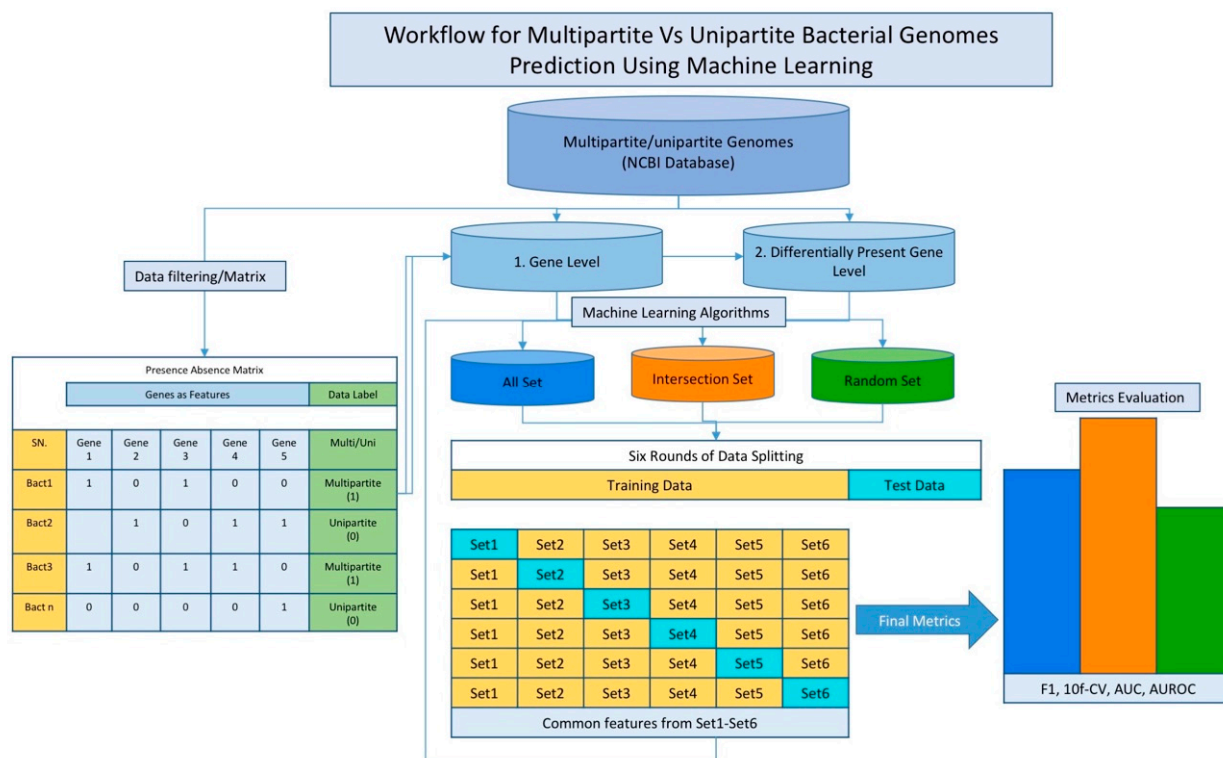 Workflow for Multipartite Vs Unipartite Bacterial Genomes
Prediction Using Machine Learning
Multipartite/unipartite Genomes
(NCBI Database)
Data filtering/Matrix
1. Gene Level
2. Differentially Present Gene
Level
Machine Learning Algorithms
All Set
Intersection Set
Random Set
Presence Absence Matrix
Genes as Features Data Label
SN. Gene 1 Gene 2 Gene 3 Gene 4 Gene 5 Multi/Uni
Bact1 1 0 1 0 0 Multipartite (1)
Bact2 1 0 1 1 Unipartite (0)
Bact3 1 0 1 1 0 Multipartite (1)
Bact n 0 0 0 0 1 Unipartite (0)
Six Rounds of Data Splitting
Training Data Test Data
Set1 Set2 Set3 Set4 Set5 Set6
Set1 Set2 Set3 Set4 Set5 Set6
Set1 Set2 Set3 Set4 Set5 Set6
Set1 Set2 Set3 Set4 Set5 Set6
Set1 Set2 Set3 Set4 Set5 Set6
Set1 Set2 Set3 Set4 Set5 Set6
Common features from Set1-Set6
Final Metrics
Metrics Evaluation
F1, 10f-CV, AUC, AUROC